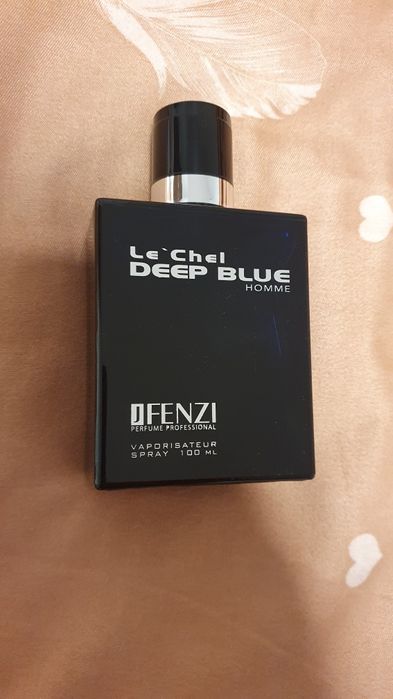 Le`Chel
DEEP BLUE
HOMME
JFENZI
PERFUME PROFESSIONAL
VAPORISATEUR
SPRAY 100 ML